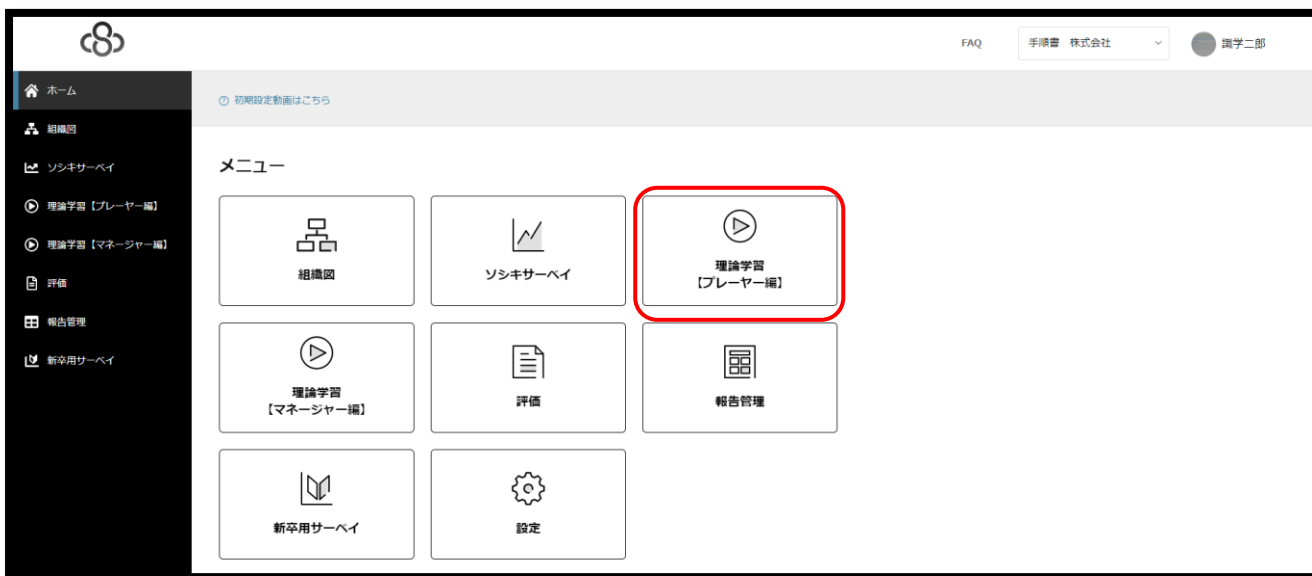 FAQ
手順書　株式会社
識学二郎
ホーム
組織図
ソシキサーベイ
理論学習【プレーヤー編】
理論学習【マネージャー編】
評価
報告管理
新卒用サーベイ
初期設定動画はこちら
メニュー
組織図
ソシキサーベイ
理論学習
【プレーヤー編】
理論学習
【マネージャー編】
評価
報告管理
新卒用サーベイ
設定